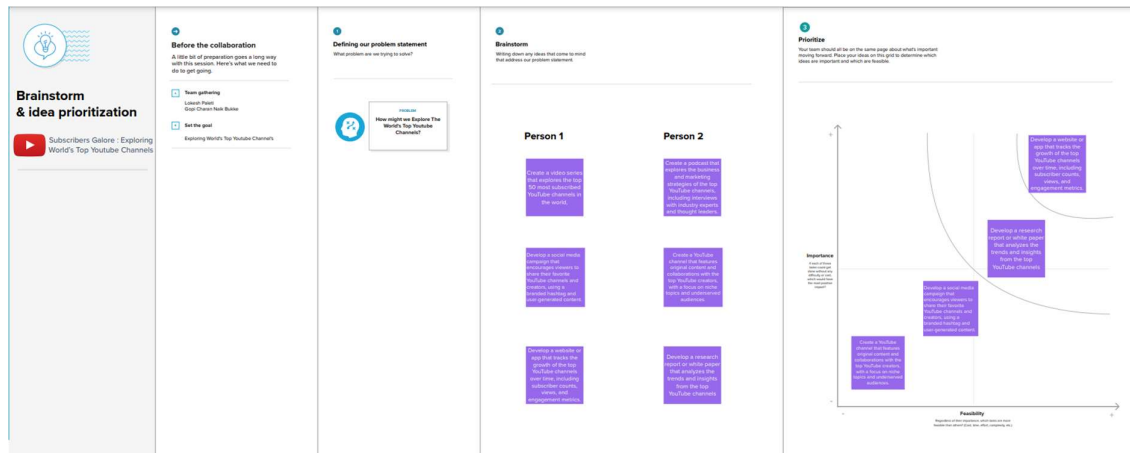 Brainstorm
& idea prioritization
Subscribers Galore : Exploring
World's Top Youtube Channels
Before the collaboration
A little bit of preparation goes a long way
with this session. Here's what we need to
do to get going.
Team gathering
Lokesh Paleti
Gopi Charan Naik Bukke
Set the goal
Exploring World's Top Youtube Channel's
1
Defining our problem statement
What problem are we trying to solve?
PROBLEM
How might we Explore The
World's Top Youtube
Channels?
2
Brainstorm
Writing down any ideas that come to mind
that address our problem statement
Person 1
Create a video series
that explores the top
50 most subscribed
YouTube channels in
the world.
Develop a social media
campaign that
encourages viewers to
share their favorite
YouTube channels and
creators, using a
branded hashtag and
user-generated content
Develop a website or
app that tracks the
growth of the top
YouTube channels
over time, including
subscriber counts,
views, and
engagement metrics.
Person 2
Create a podcast that
explores the business
and marketing
strategies of the top
YouTube channels,
including interviews
with industry experts
and thought leaders.
Create a YouTube
channel that features
original content and
collaborations with the
top YouTube creators,
with a focus on niche
topics and underserved
audiences
Develop a research
report or white paper
that analyzes the
trends and insights
from the top
YouTube channels
3
Prioritize
Your team should all be on the same page about what's important
moving forward. Place your ideas on this grid to determine which
ideas are important and which are feasible.
Develop a website or
app that tracks the
growth of the top
YouTube channels
over time, including
subscriber counts,
views, and
engagement metrics.
Develop a research
report or white paper
that analyzes the
trends and insights
from the top
YouTube channels
Importance
Develop a social media
campaign that
encourages viewers to
share their favorite
YouTube channels and
creators, using a
branded hashtag and
user-generated content.
Create a YouTube
channel that features
original content and
collaborations with the
top YouTube creators,
with a focus on niche
topics and underserved
audiences
Feasibility